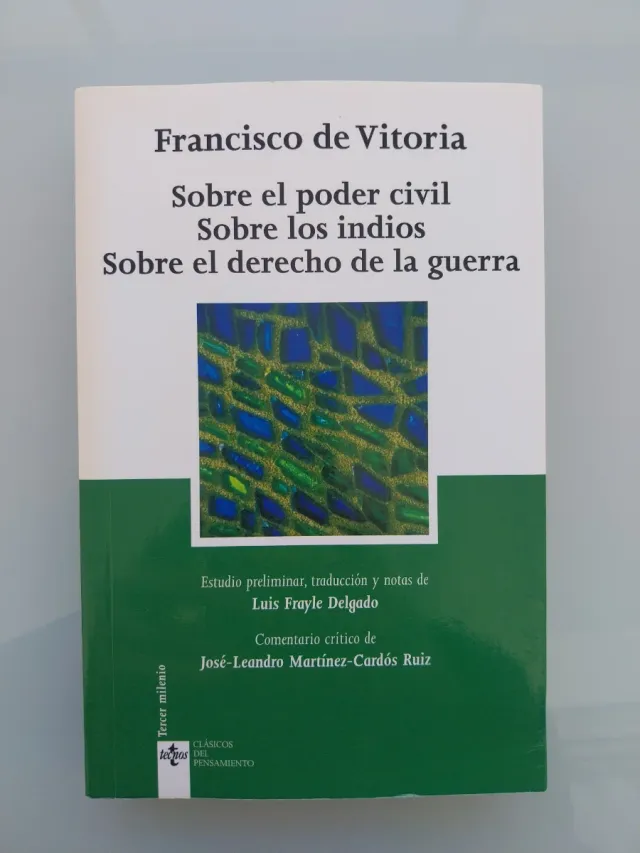 Francisco de Vitoria
Sobre el poder civil
Sobre los indios
Sobre el derecho de la guerra
Estudio preliminar, traducción y notas de
Luis Frayle Delgado
Comentario crítico de
José-Leandro Martínez-Cardós Ruiz
Tercer milenio
tecnos
CLÁSICOS
DEL
PENSAMIENTO